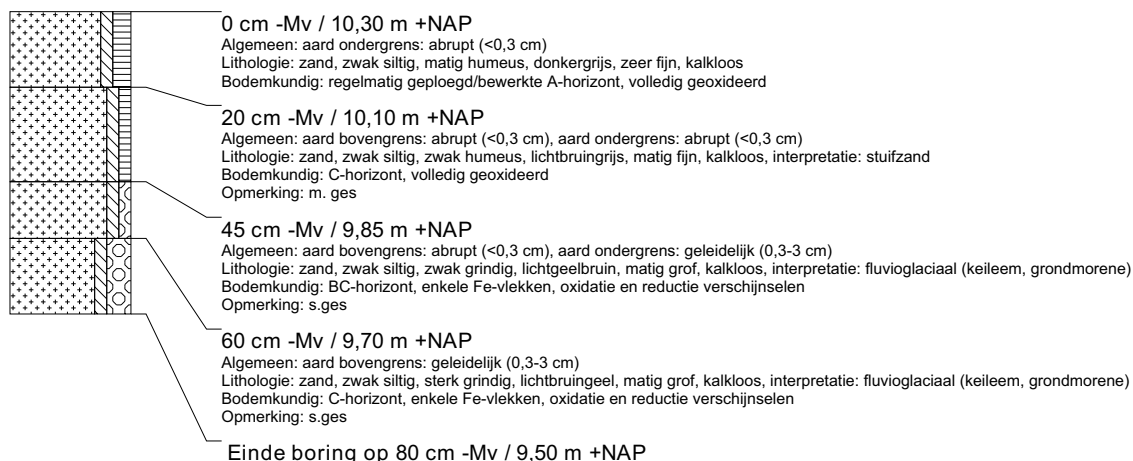 0 cm -Mv / 10,30 m +NAP
Algemeen: aard ondergrens: abrupt (<0,3 cm)
Lithologie: zand, zwak siltig, matig humeus, donkergrijs, zeer fijn, kalkloos
Bodemkundig: regelmatig geploegd/bewerkte A-horizont, volledig geoxideerd
20 cm -Mv / 10,10 m +NAP
Algemeen: aard bovengrens: abrupt (<0,3 cm), aard ondergrens: abrupt (<0,3 cm)
Lithologie: zand, zwak siltig, zwak humeus, lichtbruingrijs, matig fijn, kalkloos, interpretatie: stuifzand
Bodemkundig: C-horizont, volledig geoxideerd
Opmerking: m. ges
45 cm -Mv / 9,85 m +NAP
Algemeen: aard bovengrens: abrupt (<0,3 cm), aard ondergrens: geleidelijk (0,3-3 cm)
Lithologie: zand, zwak siltig, zwak grindig, lichtgeelbruin, matig grof, kalkloos, interpretatie: fluvioglaciaal (keileem, grondmorene)
Bodemkundig: BC-horizont, enkele Fe-vlekken, oxidatie en reductie verschijnselen
Opmerking: s.ges
60 cm -Mv / 9,70 m +NAP
Algemeen: aard bovengrens: geleidelijk (0,3-3 cm)
Lithologie: zand, zwak siltig, sterk grindig, lichtbruingeel, matig grof, kalkloos, interpretatie: fluvioglaciaal (keileem, grondmorene)
Bodemkundig: C-horizont, enkele Fe-vlekken, oxidatie en reductie verschijnselen
Opmerking: s.ges
Einde boring op 80 cm -Mv / 9,50 m +NAP